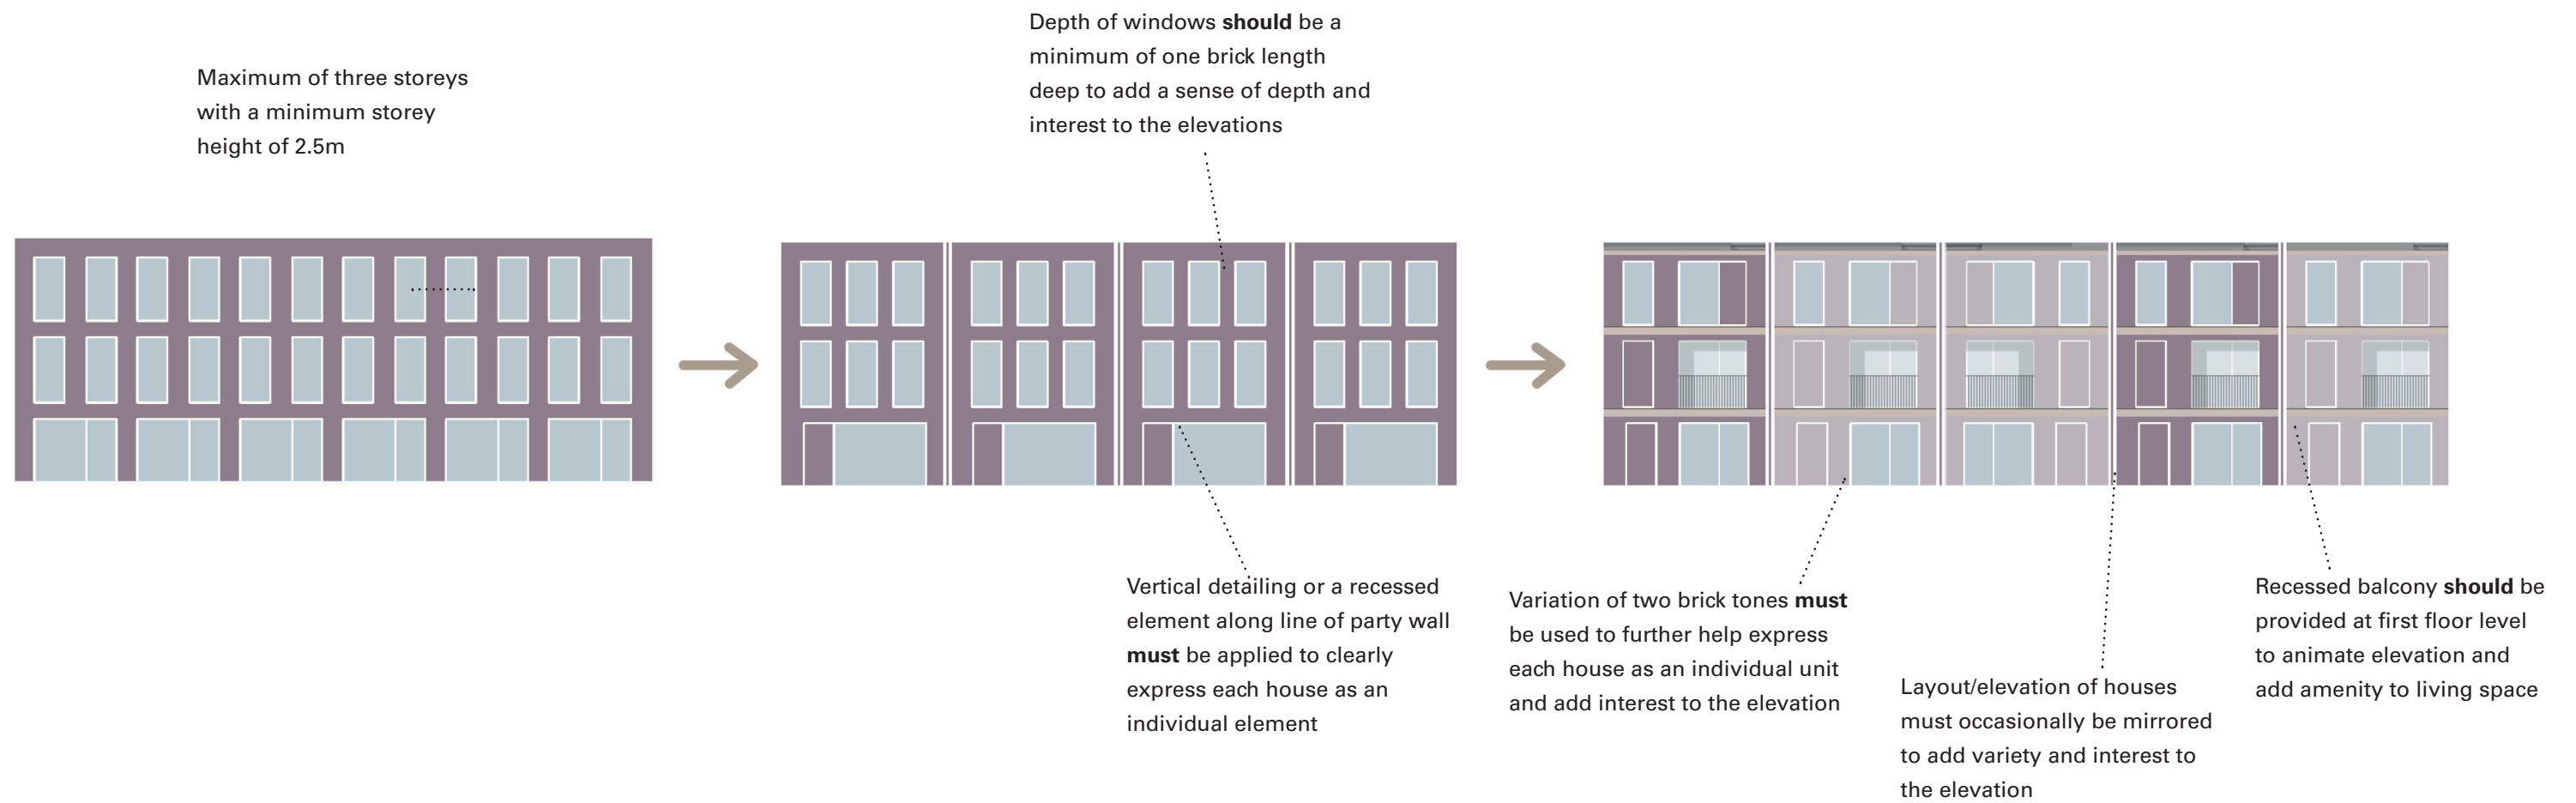 Maximum of three storeys
with a minimum storey
height of 2.5m
Depth of windows should be a
minimum of one brick length
deep to add a sense of depth and
interest to the elevations
Vertical detailing or a recessed
element along line of party wall
must be applied to clearly
express each house as an
individual element
Variation of two brick tones must
be used to further help express
each house as an individual unit
and add interest to the elevation
Layout/elevation of houses
must occasionally be mirrored
to add variety and interest to
the elevation
Recessed balcony should be
provided at first floor level
to animate elevation and
add amenity to living space